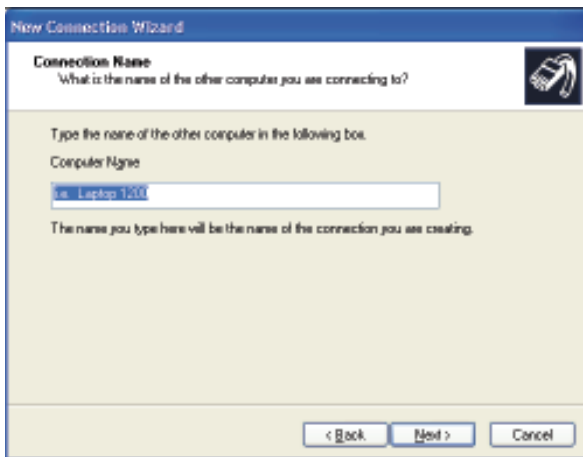 New Connection Wizard
Connection Name
What is the name of the other computer you are connecting to?
Type the name of the other computer in the following box.
Computer Name
i.e. Laptop 1200
The name you type here will be the name of the connection you are creating.
< Back
Next >
Cancel